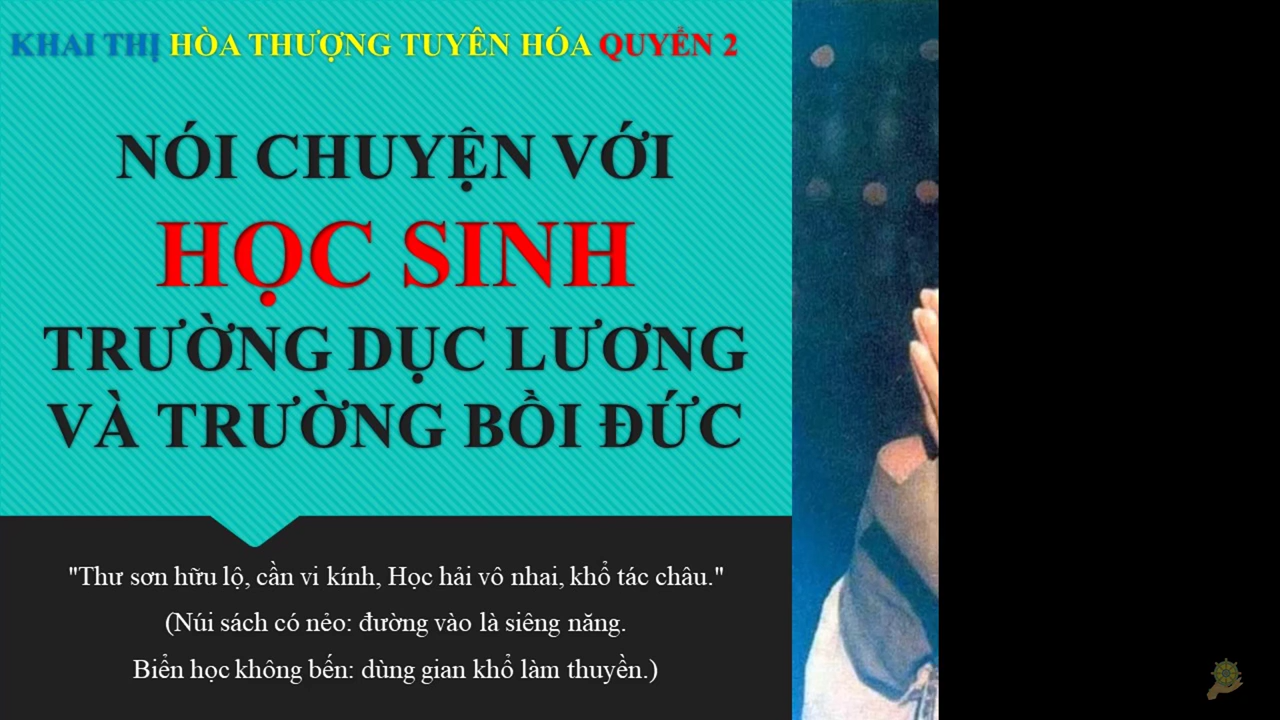 KHAI THỊ HÒA THƯỢNG TUYÊN HÓA QUYỂN 2
NÓI CHUYỆN VỚI
HỌC SINH
TRƯỜNG DỤC LƯƠNG
VÀ TRƯỜNG BỒI ĐỨC
"Thư sơn hữu lộ, cần vi kính, Học hải vô nhai, khổ tác châu."
(Núi sách có nẻo: đường vào là siêng năng.
Biển học không bến: dùng gian khổ làm thuyền.)